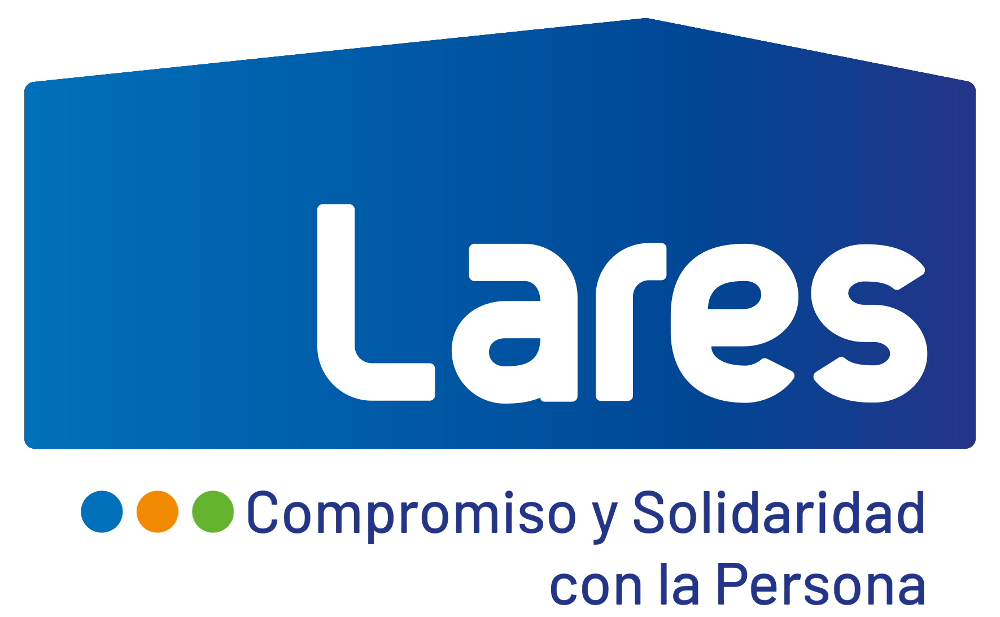 Lares
Compromiso y Solidaridad
con la Persona